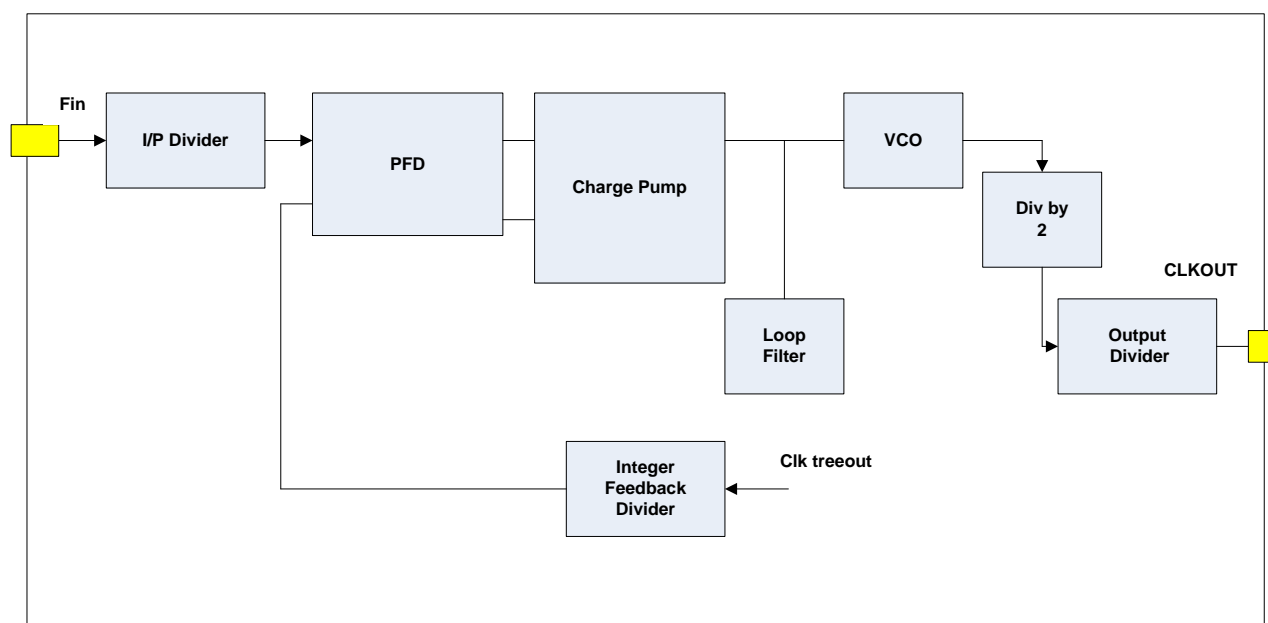 Fin
I/P Divider
PFD
Charge Pump
VCO
Div by
2
CLKOUT
Loop
Filter
Output
Divider
Integer
Feedback
Divider
Clk treeout